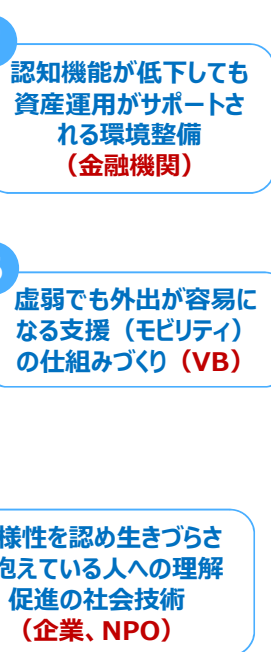 認知機能が低下しても
資産運用がサポートさ
れる環境整備
（金融機関）
虚弱でも外出が容易に
なる支援（モビリティ）
の仕組みづくり（VB）
様性を認め生きづらさ
抱えている人への理解
促進の社会技術
（企業、NPO）